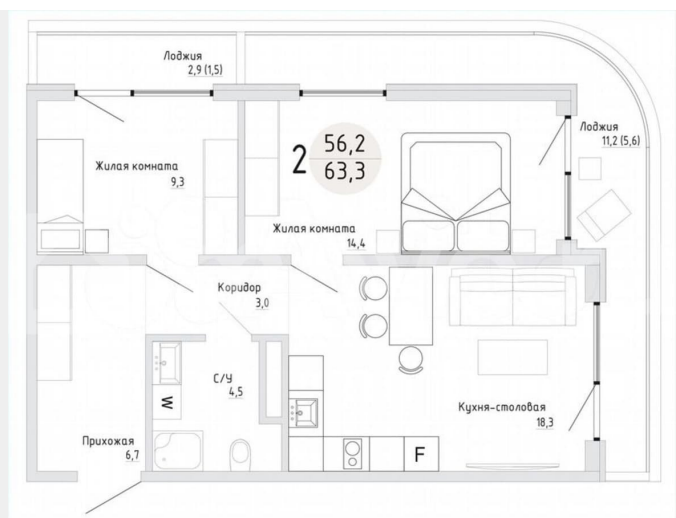 Лоджия
2,9 (1,5)
Лоджия
11,2 (5,6)
2
56,2
63,3
Жилая комната
9,3
Жилая комната
14,4
Коридор
3,0
С/У
4,5
W
Кухня-столовая
18,3
Прихожая
6,7
F